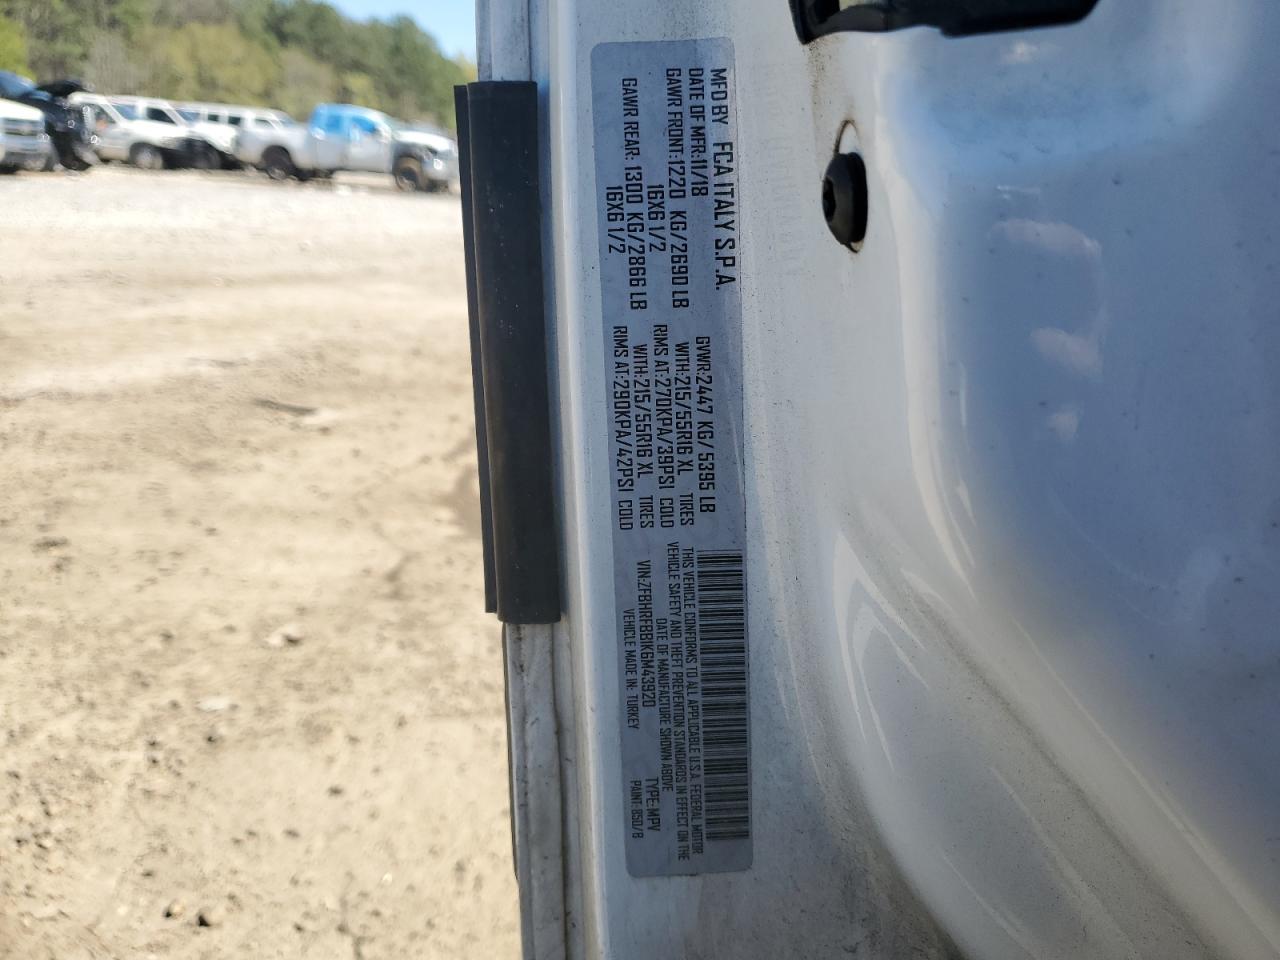 MFD BY FCA ITALY S.P.A.
DATE OF MFR:11/18 GVWR:2447 KG/5395 LB
GAWR FRONT:1220 KG/2690 LB WITH:215/55R16 XL TIRES
16X6 1/2 RIMS AT:270KPA/39PSI COLD
GAWR REAR: 1300 KG/2866 LB WITH:215/55R16 XL TIRES
16X6 1/2 RIMS AT:290KPA/42PSI COLD
THIS VEHICLE CONFORMS TO ALL APPLICABLE U.S.A. FEDERAL MOTOR
VEHICLE SAFETY AND THEFT PREVENTION STANDARDS IN EFFECT ON THE
DATE OF MANUFACTURE SHOWN ABOVE
VIN:ZFBHRFBB1K6M43920 TYPE:MPV
VEHICLE MADE IN: TURKEY PAINT: